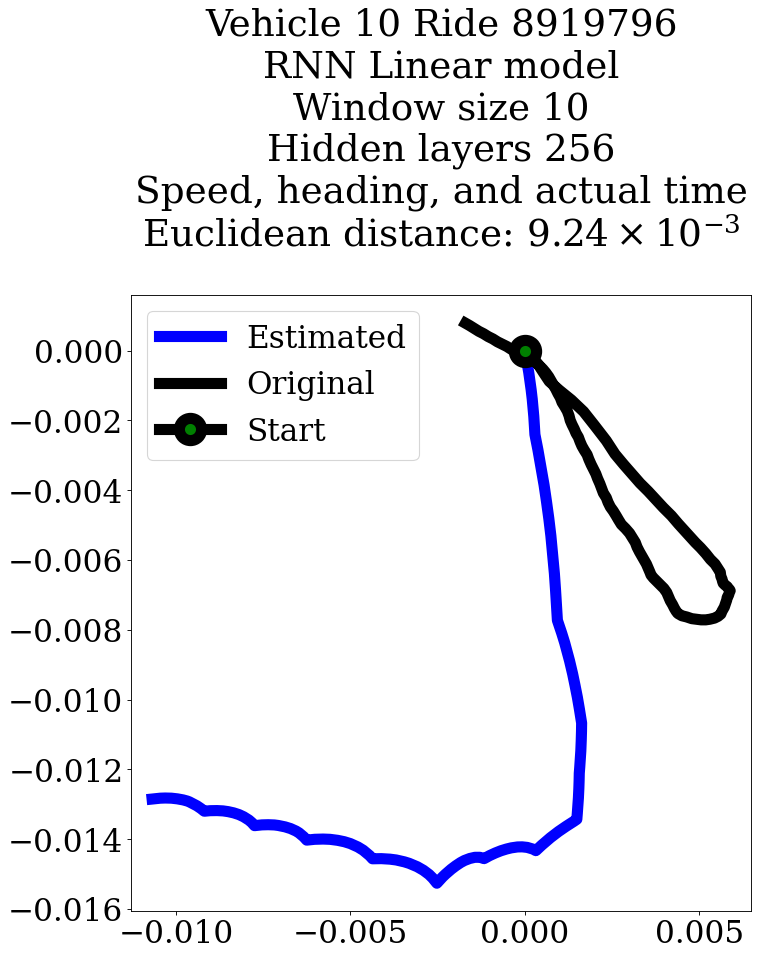 Vehicle 10 Ride 8919796
RNN Linear model
Window size 10
Hidden layers 256
Speed, heading, and actual time
Euclidean distance: 9.24 × 10⁻³
Estimated
Original
Start
0.000
−0.002
−0.004
−0.006
−0.008
−0.010
−0.012
−0.014
−0.016
−0.010 −0.005 0.000 0.005